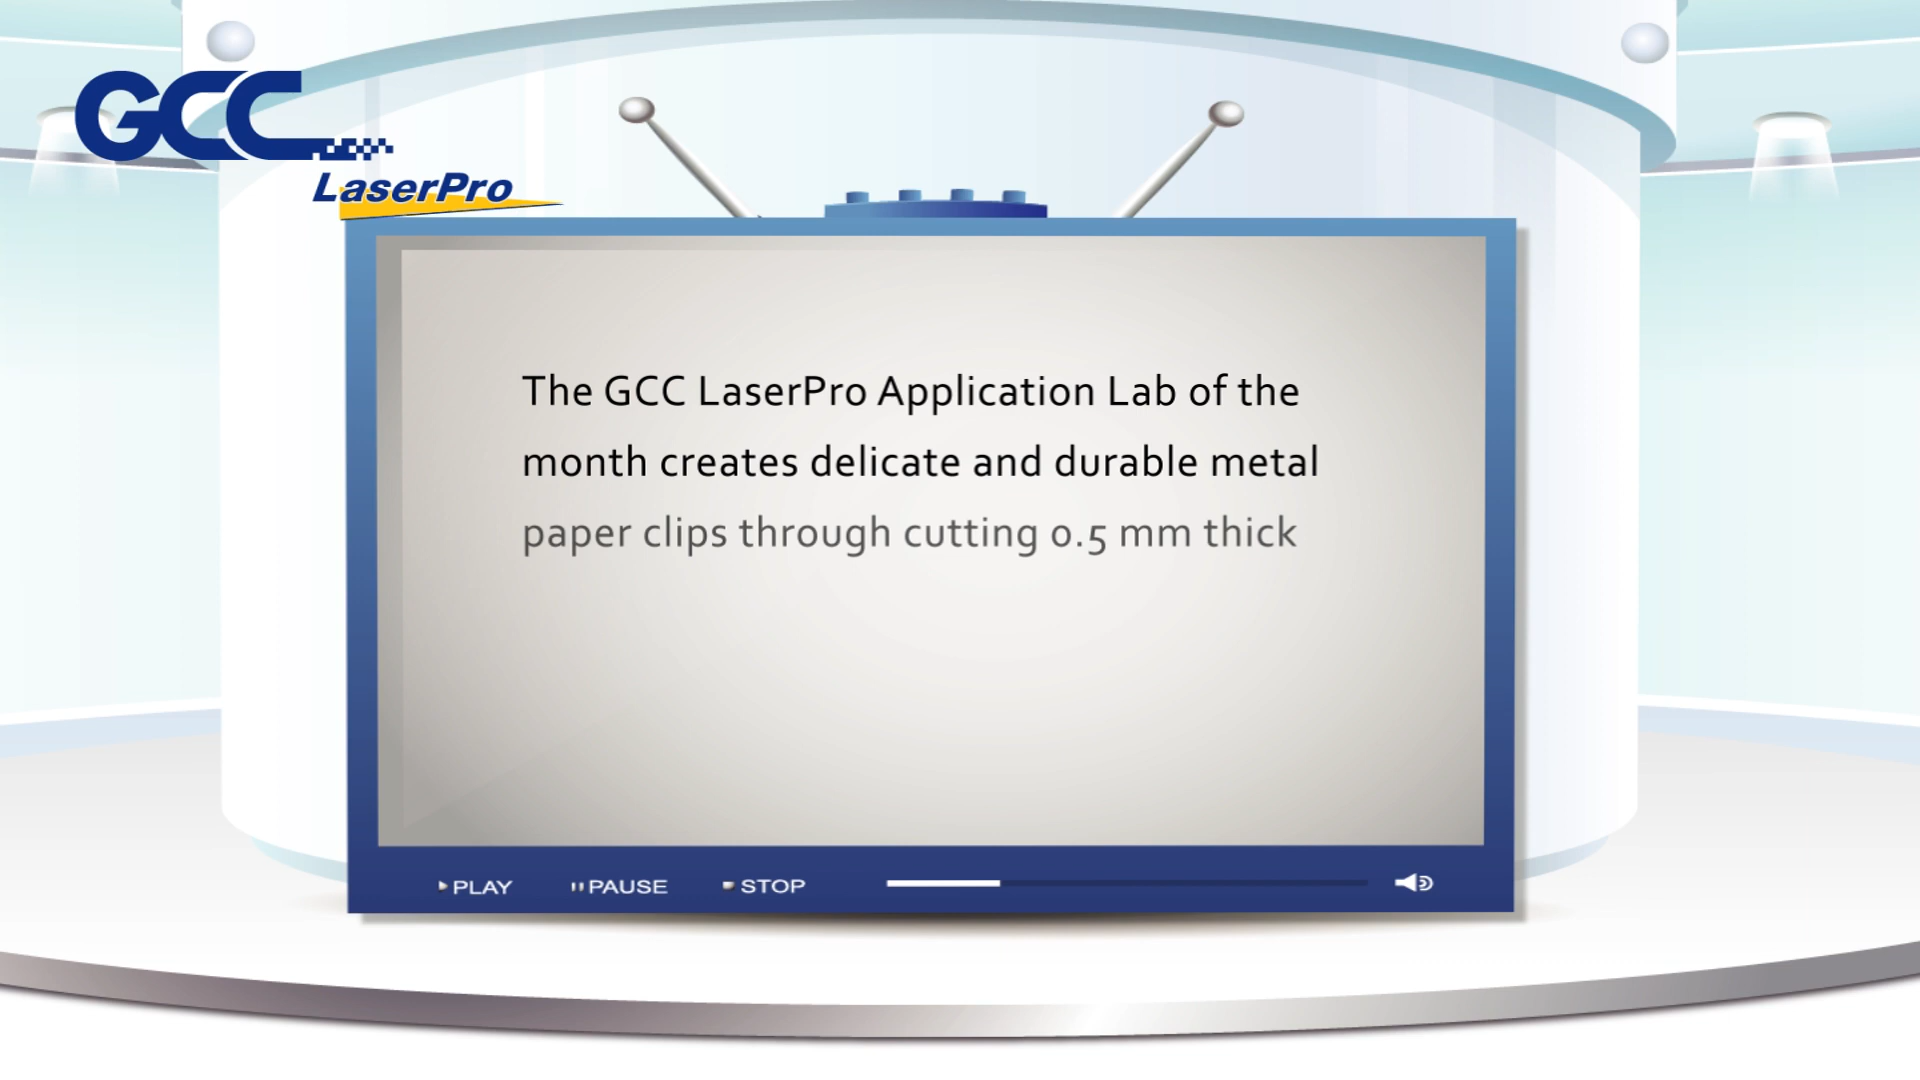 GCC
LaserPro
The GCC LaserPro Application Lab of the
month creates delicate and durable metal
paper clips through cutting 0.5 mm thick
PLAY PAUSE STOP